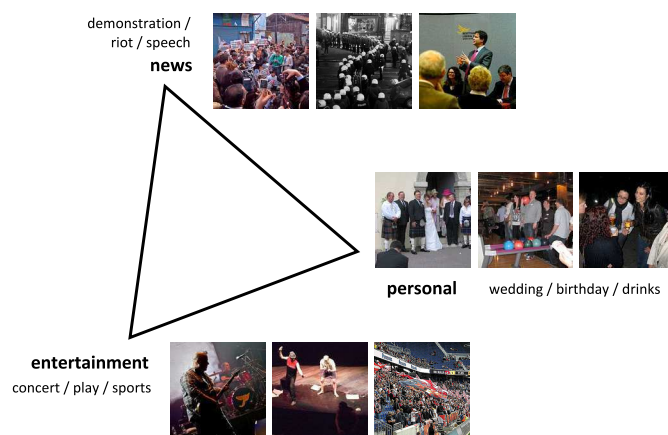 demonstration /
riot / speech
news
personal
wedding / birthday / drinks
entertainment
concert / play / sports